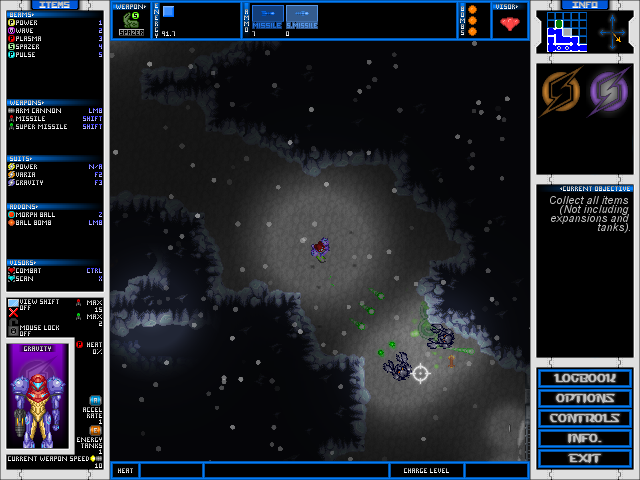 ITEMS
BEAMS
POWER 1
WAVE 2
PLASMA 3
SPAZER 4
PULSE 5
WEAPONS
ARM CANNON LMB
MISSILE SHIFT
SUPER MISSILE SHIFT
SUITS
POWER N/A
VARIA F2
GRAVITY F3
ADDONS
MORPH BALL Z
BALL BOMB LMB
VISORS
COMBAT CTRL
SCAN X
VIEW SHIFT
OFF
MAX
15
MOUSE LOCK
OFF
MAX
2
GRAVITY
HEAT
0%
ACCEL
RATE
1
ENERGY
TANKS
1
CURRENT WEAPON SPEED
10
WEAPON
5
SPAZER
ENERGY
91.7
AMMO
MISSILE
7
S.MISSILE
0
BOMBS
VISOR
HEAT
CHARGE LEVEL
INFO
CURRENT OBJECTIVE
Collect all items
(Not including
expansions and
tanks).
LOGBOOK
OPTIONS
CONTROLS
INFO.
EXIT